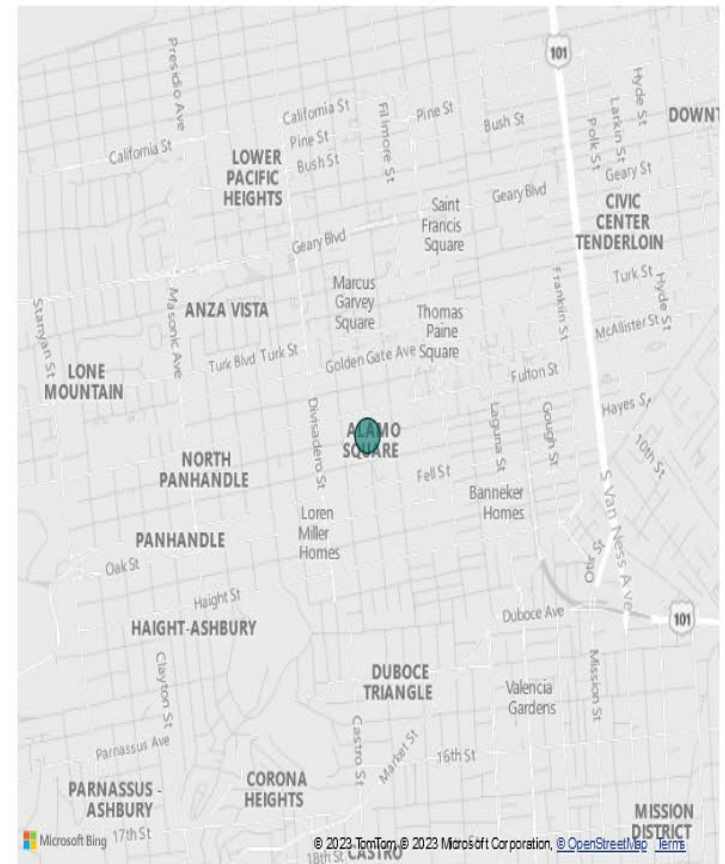 Presidio Ave
101
Hyde St
Larkin St
Polk St
DOWNT
California St
Fillmore St
Pine St
Bush St
California St
Pine St
Bush St
LOWER
PACIFIC
HEIGHTS
Geary St
Geary Blvd
CIVIC
CENTER
TENDERLOIN
Saint
Francis
Square
Geary Blvd
Turk St
Hyde St
Franklin St
Marcus
Garvey
Square
ANZA VISTA
Masonic Ave
Stanyan St
Thomas
Paine
Square
McAllister St
Golden Gate Ave
Turk Blvd
Turk St
LONE
MOUNTAIN
Fulton St
Hayes St
Divisadero St
ALAMO
SQUARE
Laguna St
Gough St
10th St
NORTH
PANHANDLE
Fell St
Banneker
Homes
S Van Ness Ave
Loren
Miller
Homes
PANHANDLE
Oak St
Otis St
Haight St
Duboce Ave
101
HAIGHT-ASHBURY
Clayton St
DUBOCE
TRIANGLE
Valencia
Gardens
Mission St
Parnassus Ave
Castro St
Market St
16th St
PARNASSUS -
ASHBURY
CORONA
HEIGHTS
MISSION
DISTRICT
Microsoft Bing
17th St
© 2023 TomTom, © 2023 Microsoft Corporation, © OpenStreetMap Terms
18th St
CASTRO